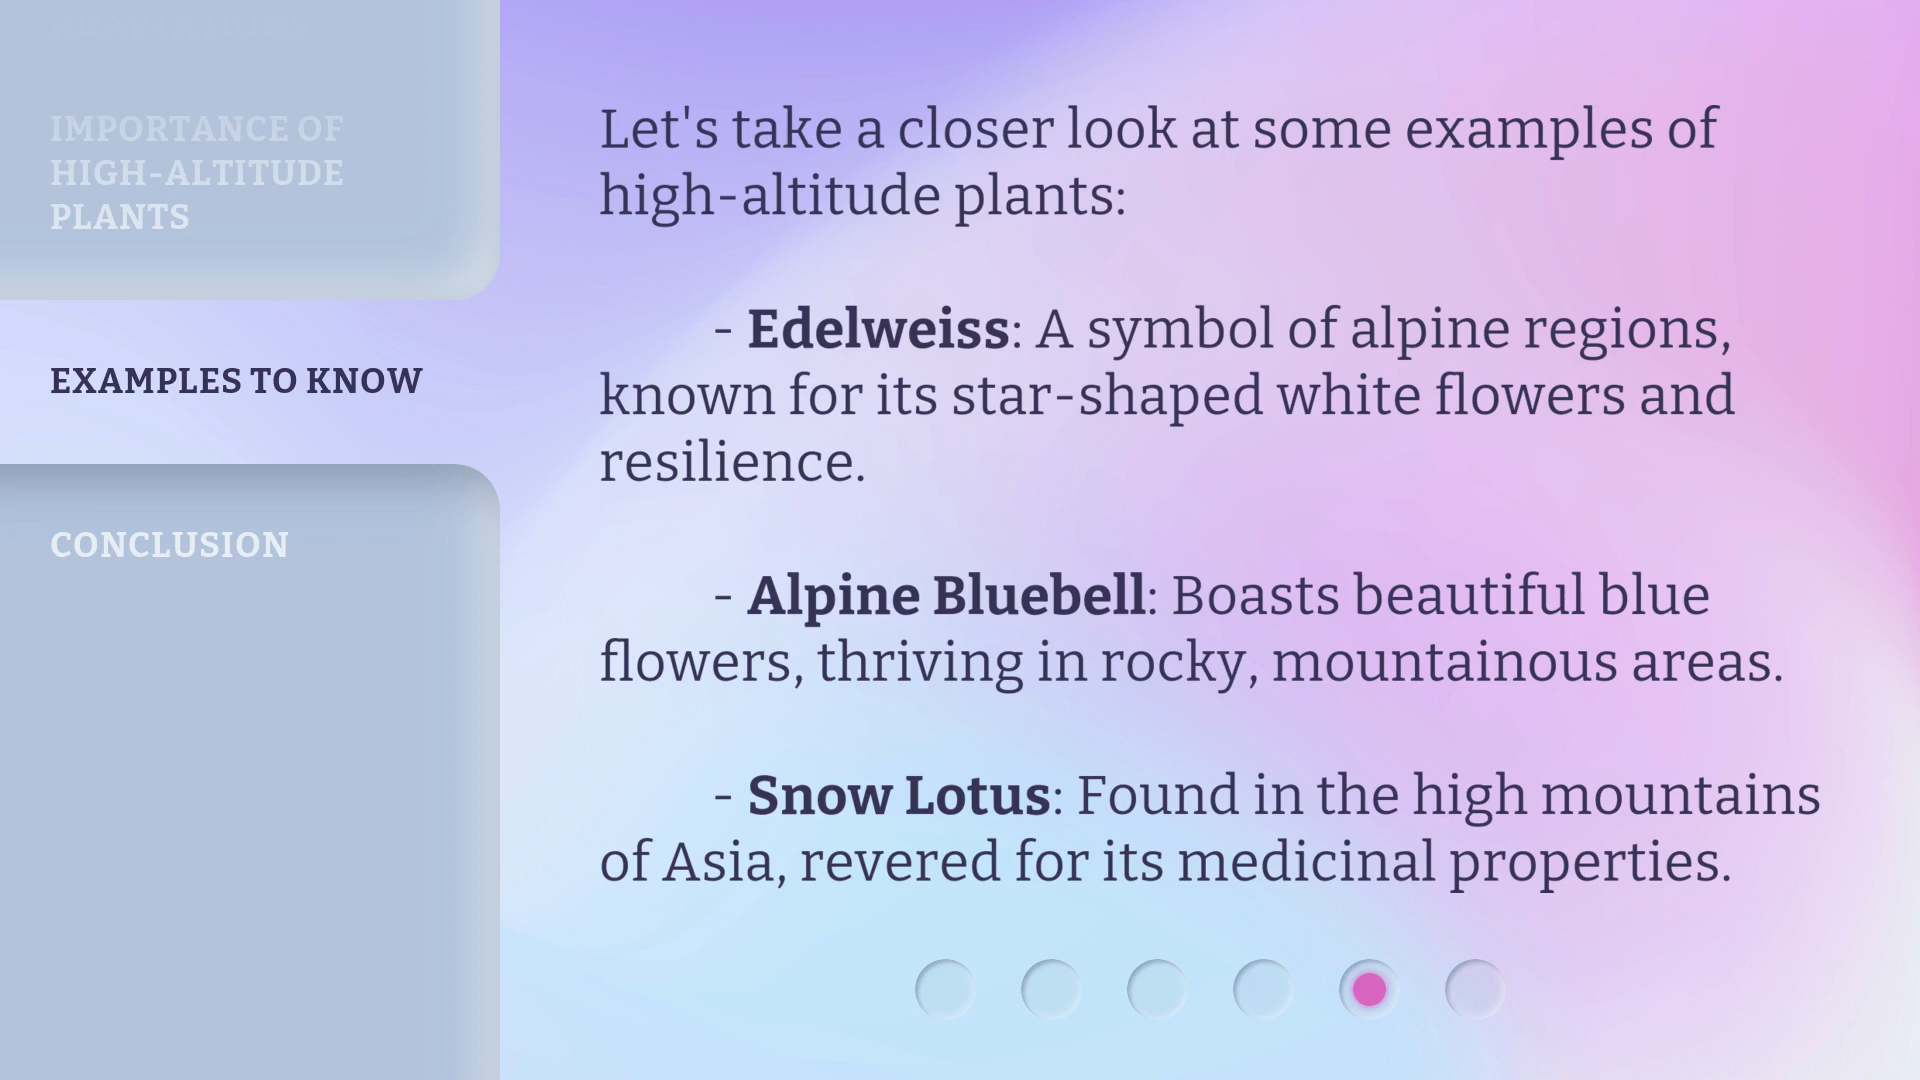 IMPORTANCE OF
HIGH-ALTITUDE
PLANTS
EXAMPLES TO KNOW
CONCLUSION
Let's take a closer look at some examples of
high-altitude plants:
- Edelweiss: A symbol of alpine regions,
known for its star-shaped white flowers and
resilience.
- Alpine Bluebell: Boasts beautiful blue
flowers, thriving in rocky, mountainous areas.
- Snow Lotus: Found in the high mountains
of Asia, revered for its medicinal properties.